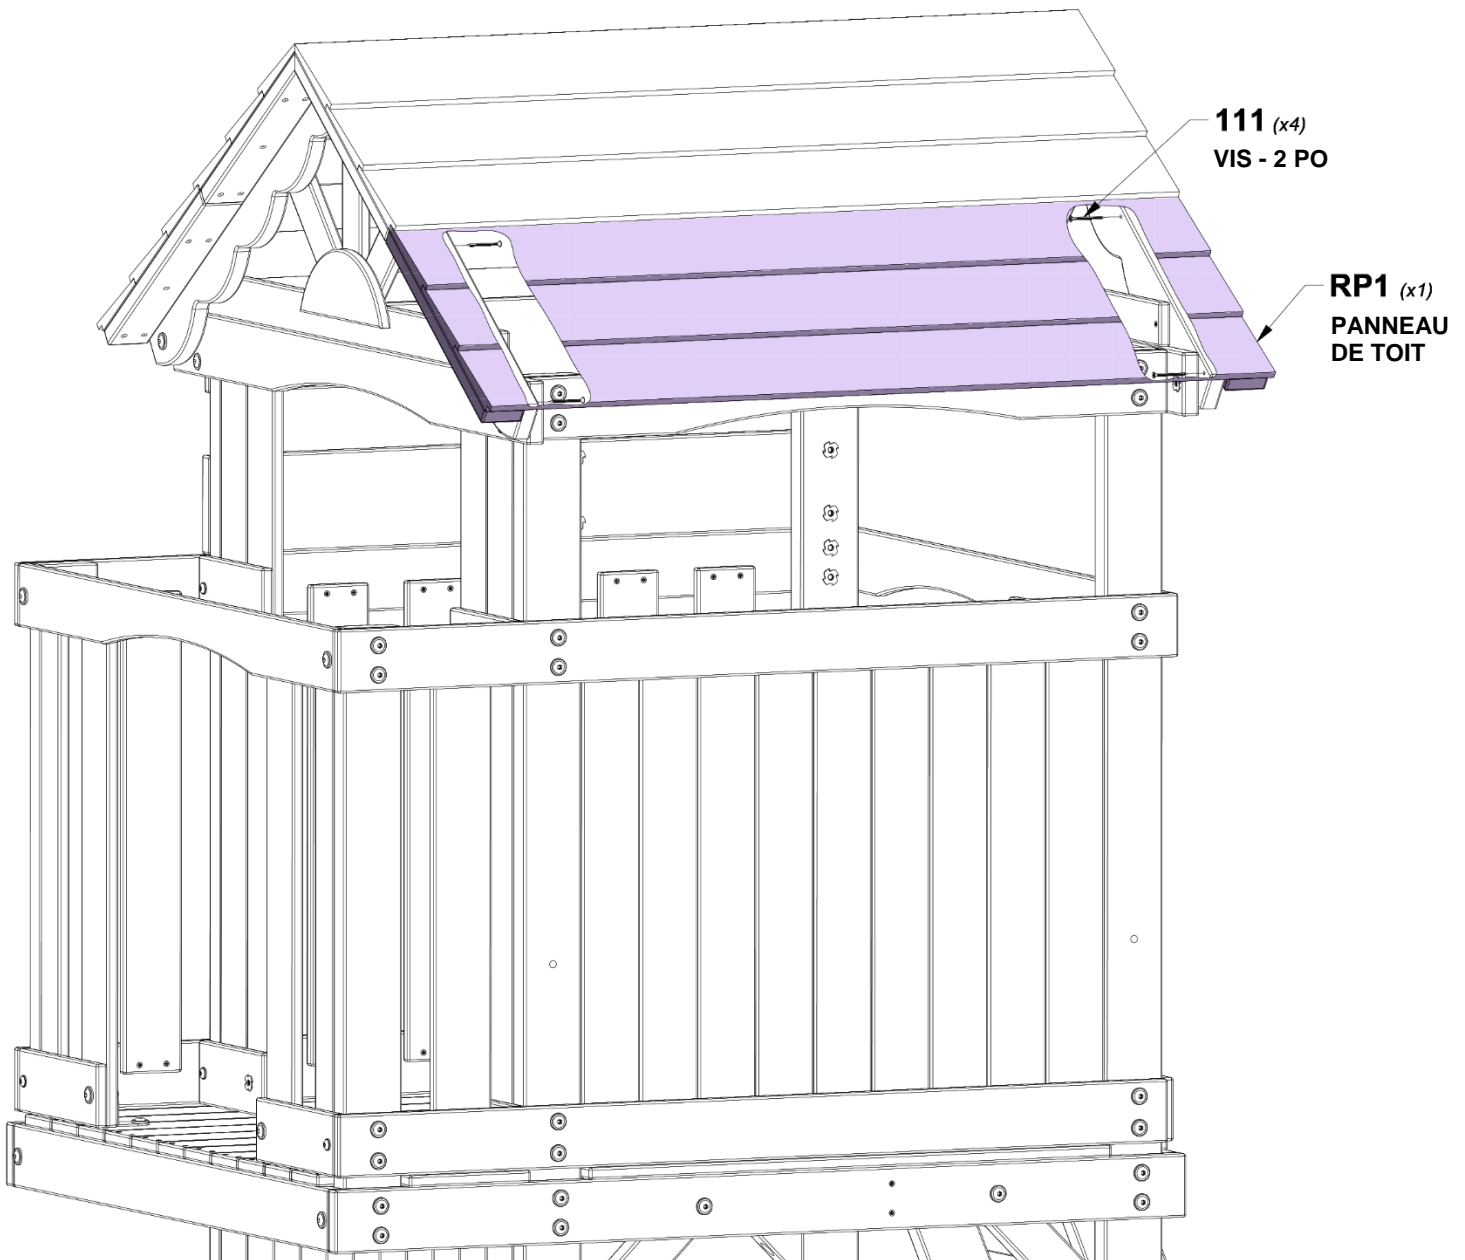 111 (x4)
VIS - 2 PO
RP1 (x1)
PANNEAU
DE TOIT